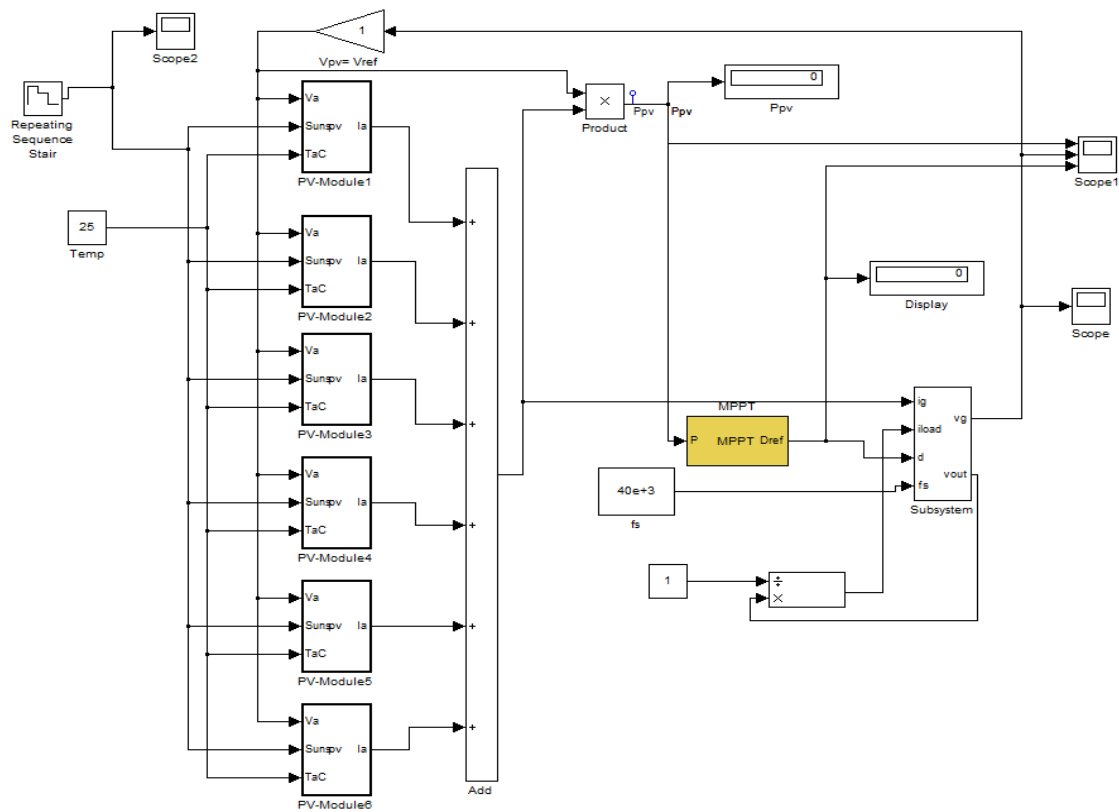 Scope2
1
Vpv= Vref
Repeating
Sequence
Stair
Va
Sunspv
TaC
Ia
PV-Module1
×
Product
Ppv
Ppv
0
Ppv
Scope1
25
Temp
Va
Sunspv
TaC
Ia
PV-Module2
+
+
+
+
+
+
Add
0
Display
Scope
Va
Sunspv
TaC
Ia
PV-Module3
MPPT
P
MPPT
Dref
ig
iload
d
fs
vg
vout
Subsystem
Va
Sunspv
TaC
Ia
PV-Module4
40e+3
fs
1
÷
×
Va
Sunspv
TaC
Ia
PV-Module5
Va
Sunspv
TaC
Ia
PV-Module6